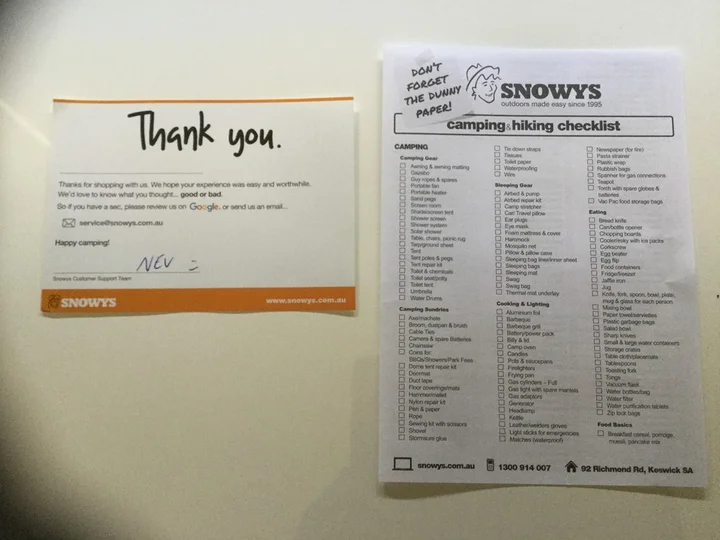 Thank you.
Thanks for shopping with us. We hope your experience was easy and worthwhile.
We'd love to know what you thought... good or bad.
So if you have a sec, please review us on Google, or send us an email...
service@snowys.com.au
Happy camping!
NEV
Snowys Customer Support Team
SNOWYS
www.snowys.com.au
DON'T
FORGET
THE DUNNY
PAPER!
SNOWYS
outdoors made easy since 1995
camping & hiking checklist
CAMPING
Camping Gear
Awning & awning matting
Gazebo
Guy ropes & spares
Portable fan
Portable heater
Sand pegs
Screen room
Shade/screen tent
Shower screen
Shower system
Solar shower
Table, chairs, picnic rug
Tarp/ground sheet
Tent
Tent poles & pegs
Tent repair kit
Toilet & chemicals
Toilet seat/potty
Toilet tent
Umbrella
Water Drums
Camping Sundries
Axe/machete
Broom, dustpan & brush
Cable Ties
Camera & spare Batteries
Chainsaw
Coins for:
BBQs/Showers/Park Fees
Dome tent repair kit
Doormat
Duct tape
Floor coverings/mats
Hammer/mallet
Nylon repair kit
Pen & paper
Rope
Sewing kit with scissors
Shovel
Stormsure glue
Tie down straps
Tissues
Toilet paper
Waterproofing
Wire
Sleeping Gear
Airbed & pump
Airbed repair kit
Camp stretcher
Car/ Travel pillow
Ear plugs
Eye mask
Foam mattress & cover
Hammock
Mosquito net
Pillow & pillow case
Sleeping bag liner/inner sheet
Sleeping bags
Sleeping mat
Swag
Swag bag
Thermal cot underlay
Cooking & Lighting
Aluminium foil
Barbeque
Barbeque grill
Battery/power pack
Billy & lid
Camp oven
Candles
Pots & saucepans
Firelighters
Frying pan
Gas cylinders – Full
Gas light with spare mantels
Gas adaptors
Generator
Headlamp
Kettle
Leather/welders gloves
Light sticks for emergencies
Matches (waterproof)
Newspaper (for fire)
Pasta strainer
Plastic wrap
Rubbish bags
Spanner for gas connections
Teapot
Torch with spare globes &
batteries
Vac Pac food storage bags
Eating
Bread knife
Can/bottle opener
Chopping boards
Cooler/esky with ice packs
Corkscrew
Egg beater
Egg flip
Food containers
Fridge/freezer
Jaffle iron
Jug
Knife, fork, spoon, bowl, plate,
mug & glass for each person
Mixing bowl
Paper towel/serviettes
Plastic garbage bags
Salad bowl
Sharp knives
Small & large water containers
Storage crates
Table cloth/placemats
Tablespoons
Toasting fork
Tongs
Vacuum flask
Water bottles/bag
Water filter
Water purification tablets
Zip lock bags
Food Basics
Breakfast cereal, porridge,
muesli, pancake mix
snowys.com.au
1300 914 007
92 Richmond Rd, Keswick SA